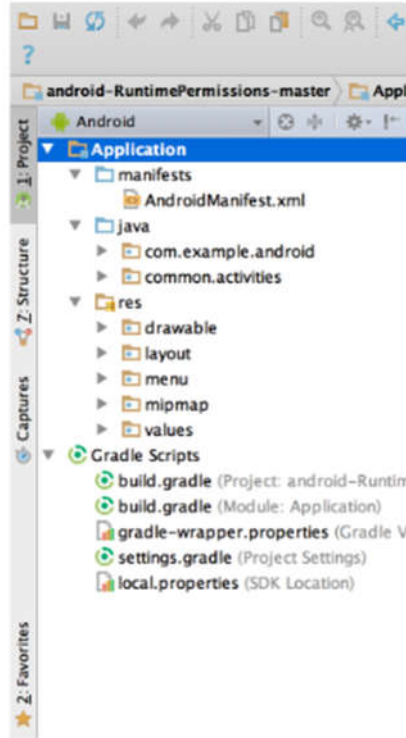 ?
android-RuntimePermissions-master Appl
1: Project
Android
Application
manifests
AndroidManifest.xml
java
com.example.android
common.activities
res
drawable
layout
menu
mipmap
values
Gradle Scripts
build.gradle (Project: android-Runtim
build.gradle (Module: Application)
gradle-wrapper.properties (Gradle V
settings.gradle (Project Settings)
local.properties (SDK Location)
Z: Structure
Captures
2: Favorites